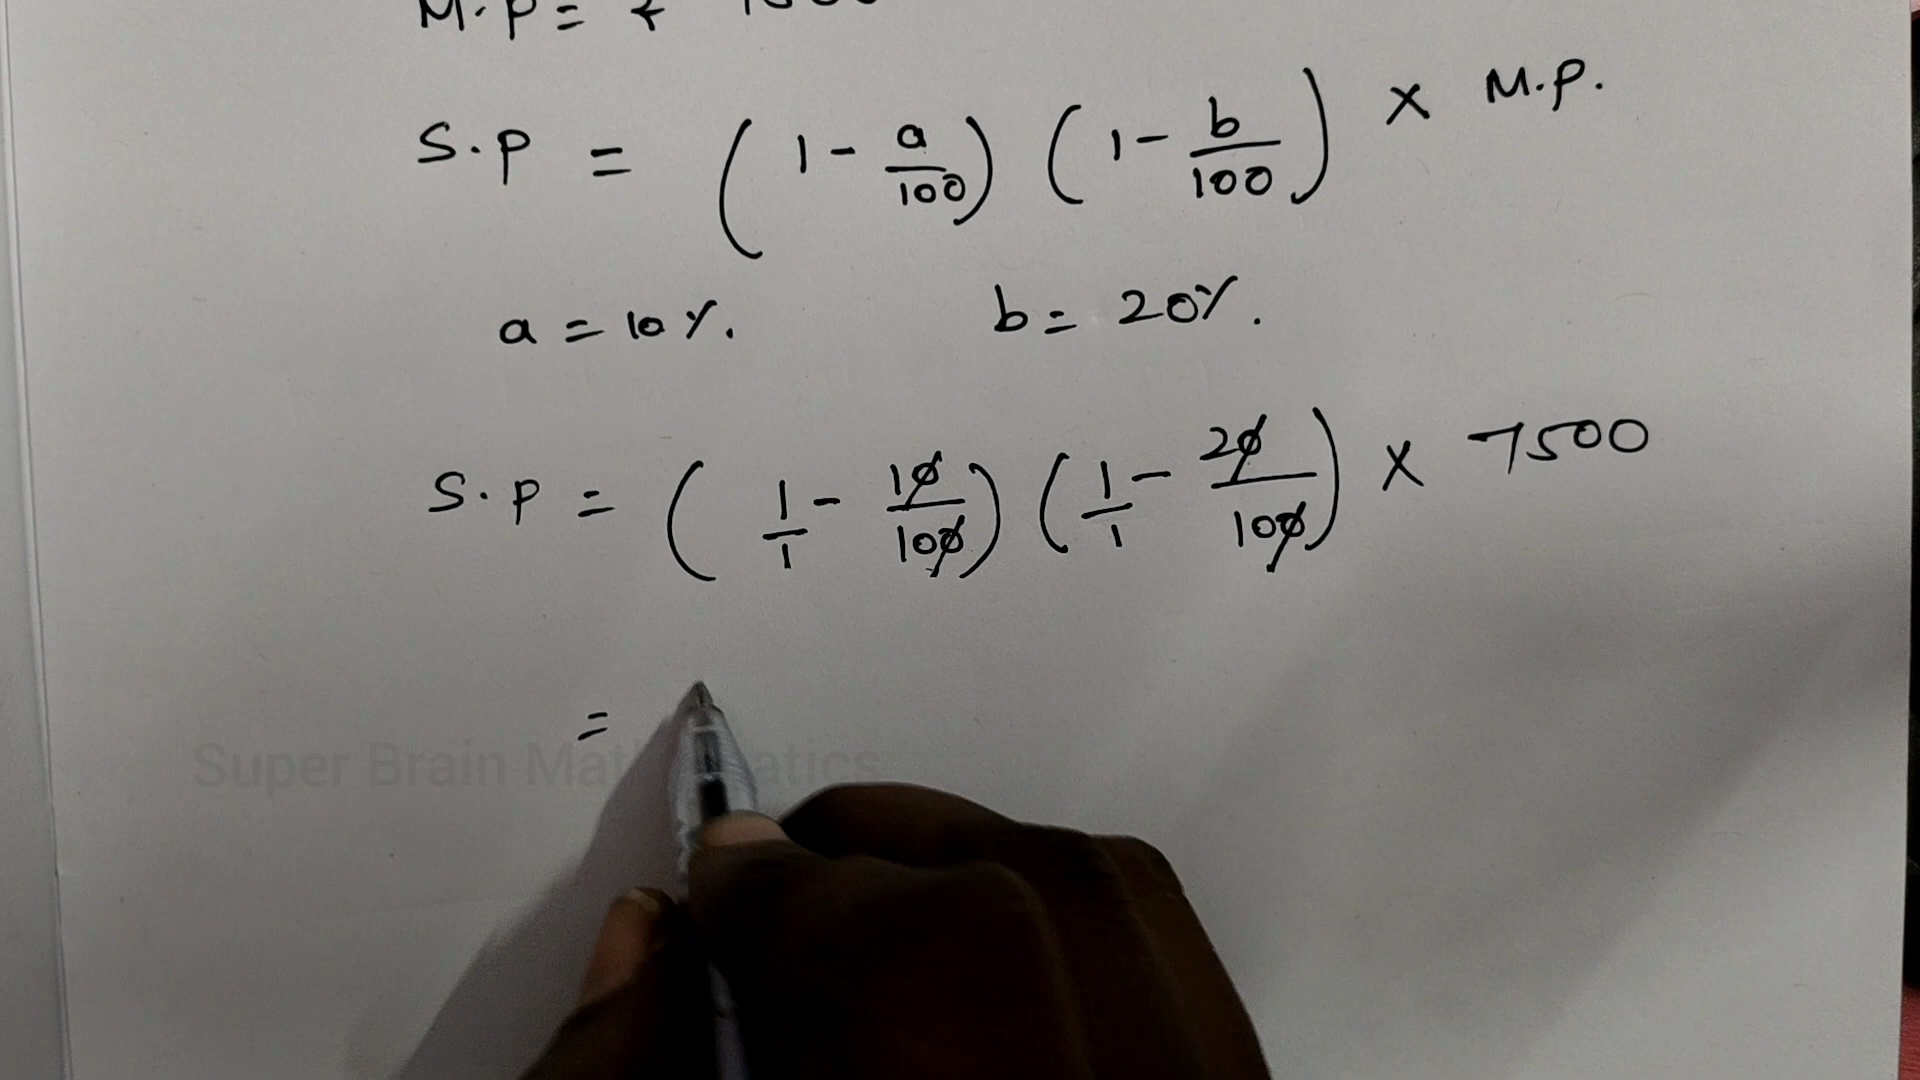 M.P = ₹
S.P = ( 1 - a/100 ) ( 1 - b/100 ) × M.P.
a = 10 %. b = 20%.
S.P = ( 1/1 - 10/100 ) ( 1/1 - 20/100 ) × 7500
=
Super Brain Mathematics